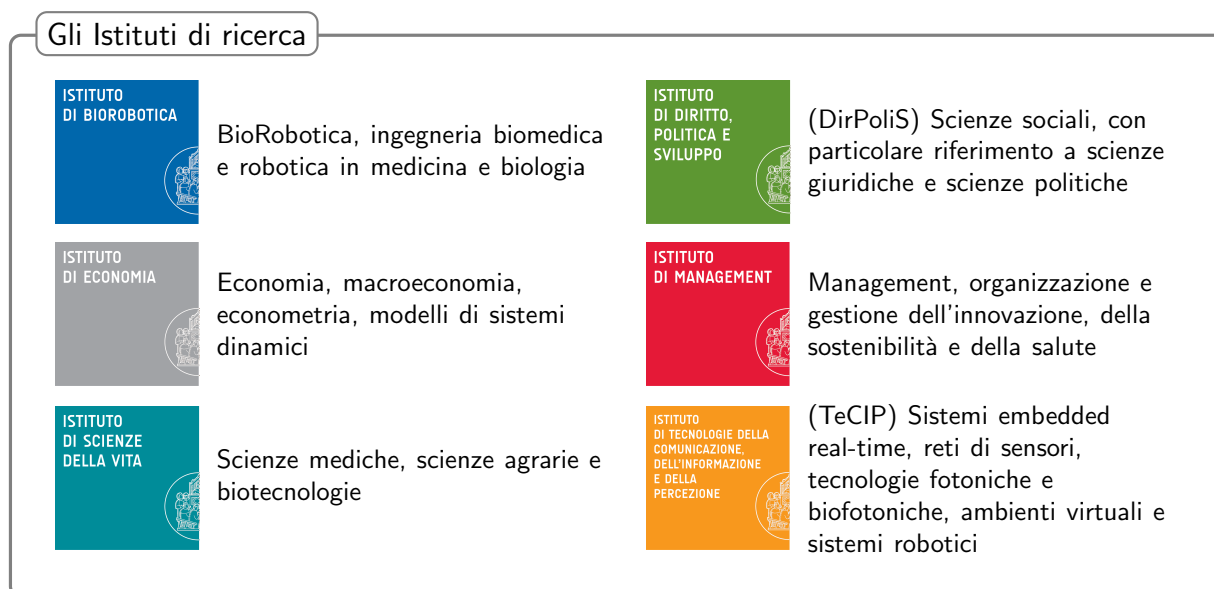 Gli Istituti di ricerca
ISTITUTO
DI BIOROBOTICA
BioRobotica, ingegneria biomedica
e robotica in medicina e biologia
ISTITUTO
DI DIRITTO,
POLITICA E
SVILUPPO
(DirPoliS) Scienze sociali, con
particolare riferimento a scienze
giuridiche e scienze politiche
ISTITUTO
DI ECONOMIA
Economia, macroeconomia,
econometria, modelli di sistemi
dinamici
ISTITUTO
DI MANAGEMENT
Management, organizzazione e
gestione dell'innovazione, della
sostenibilità e della salute
ISTITUTO
DI SCIENZE
DELLA VITA
Scienze mediche, scienze agrarie e
biotecnologie
ISTITUTO
DI TECNOLOGIE DELLA
COMUNICAZIONE,
DELL'INFORMAZIONE
E DELLA
PERCEZIONE
(TeCIP) Sistemi embedded
real-time, reti di sensori,
tecnologie fotoniche e
biofotoniche, ambienti virtuali e
sistemi robotici